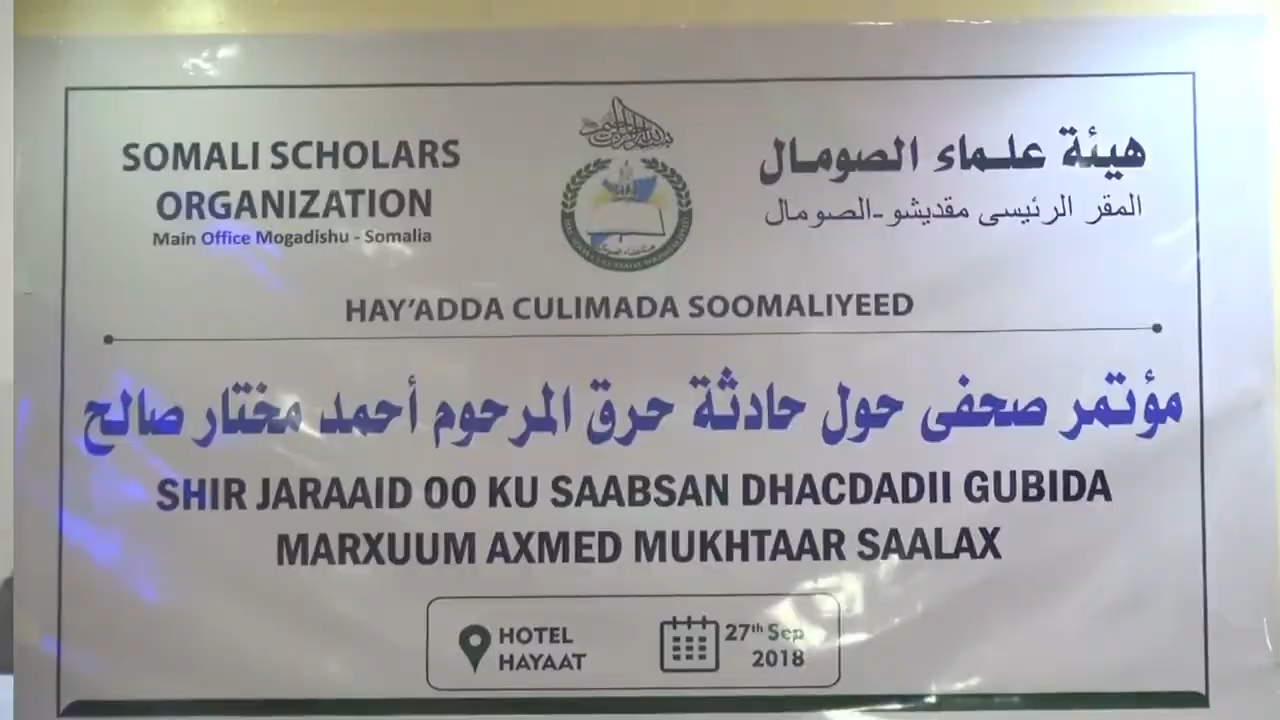 SOMALI SCHOLARS
ORGANIZATION
Main Office Mogadishu - Somalia
هيئة علماء الصومال
المقر الرئيسى مقديشو-الصومال
HAY'ADDA CULIMADA SOOMALIYEED
مؤتمر صحفى حول حادثة حرق المرحوم أحمد مختار صالح
SHIR JARAAID OO KU SAABSAN DHACDADII GUBIDA
MARXUUM AXMED MUKHTAAR SAALAX
HOTEL
HAYAAT
27th Sep
2018